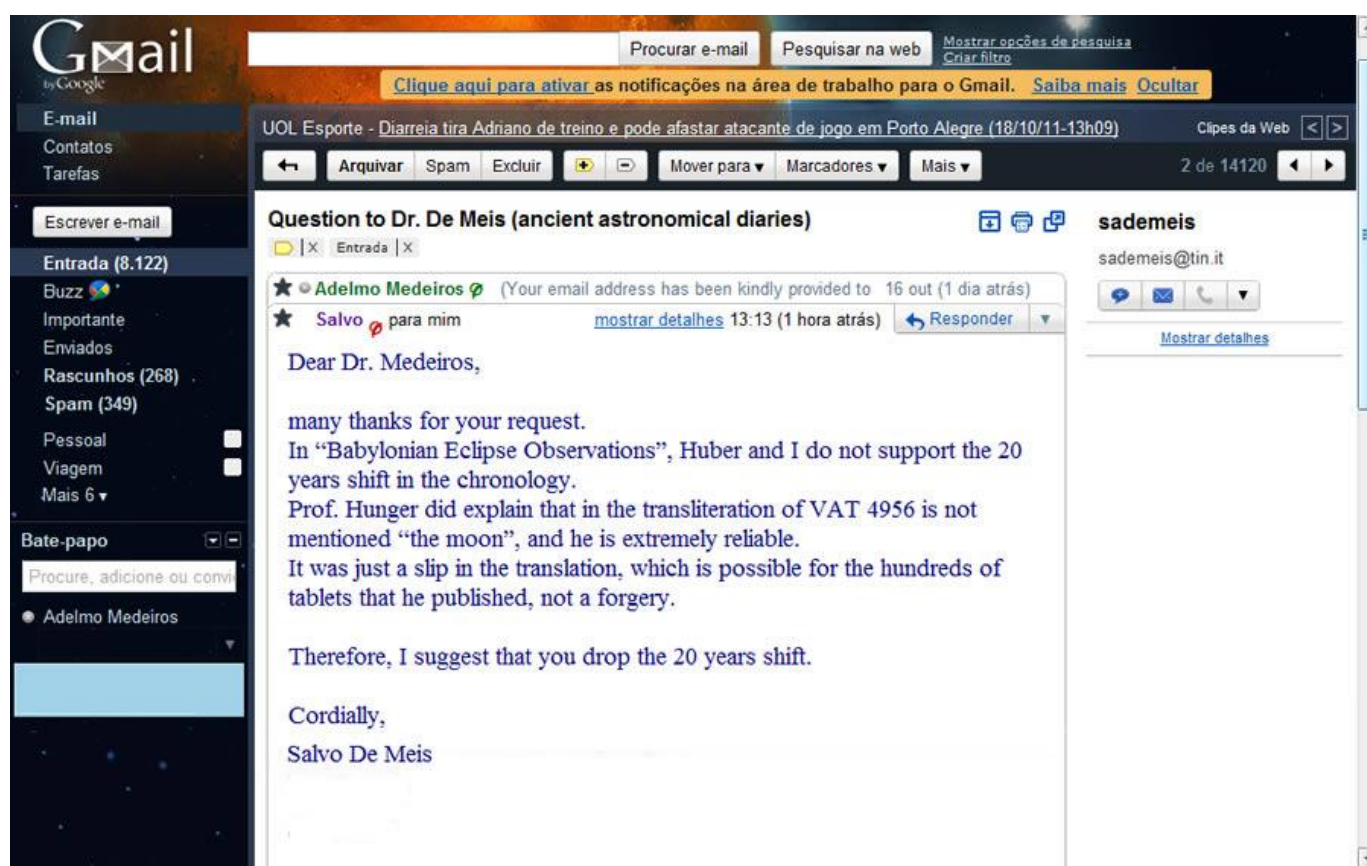 Gmail
by Google
Procurar e-mail Pesquisar na web Mostrar opções de pesquisa
Criar filtro
Clique aqui para ativar as notificações na área de trabalho para o Gmail. Saiba mais Ocultar
E-mail
Contatos
Tarefas
UOL Esporte - Diarreia tira Adriano de treino e pode afastar atacante de jogo em Porto Alegre (18/10/11-13h09) Clipes da Web < >
Arquivar Spam Excluir Mover para Marcadores Mais 2 de 14120
Escrever e-mail
Entrada (8.122)
Buzz
Importante
Enviados
Rascunhos (268)
Spam (349)
Pessoal
Viagem
Mais 6
Bate-papo
Procure, adicione ou convi
Adelmo Medeiros
Question to Dr. De Meis (ancient astronomical diaries)
X Entrada X
Adelmo Medeiros (Your email address has been kindly provided to 16 out (1 dia atrás)
Salvo para mim mostrar detalhes 13:13 (1 hora atrás) Responder
Dear Dr. Medeiros,
many thanks for your request.
In “Babylonian Eclipse Observations”, Huber and I do not support the 20
years shift in the chronology.
Prof. Hunger did explain that in the transliteration of VAT 4956 is not
mentioned “the moon”, and he is extremely reliable.
It was just a slip in the translation, which is possible for the hundreds of
tablets that he published, not a forgery.
Therefore, I suggest that you drop the 20 years shift.
Cordially,
Salvo De Meis
sademeis
sademeis@tin.it
Mostrar detalhes